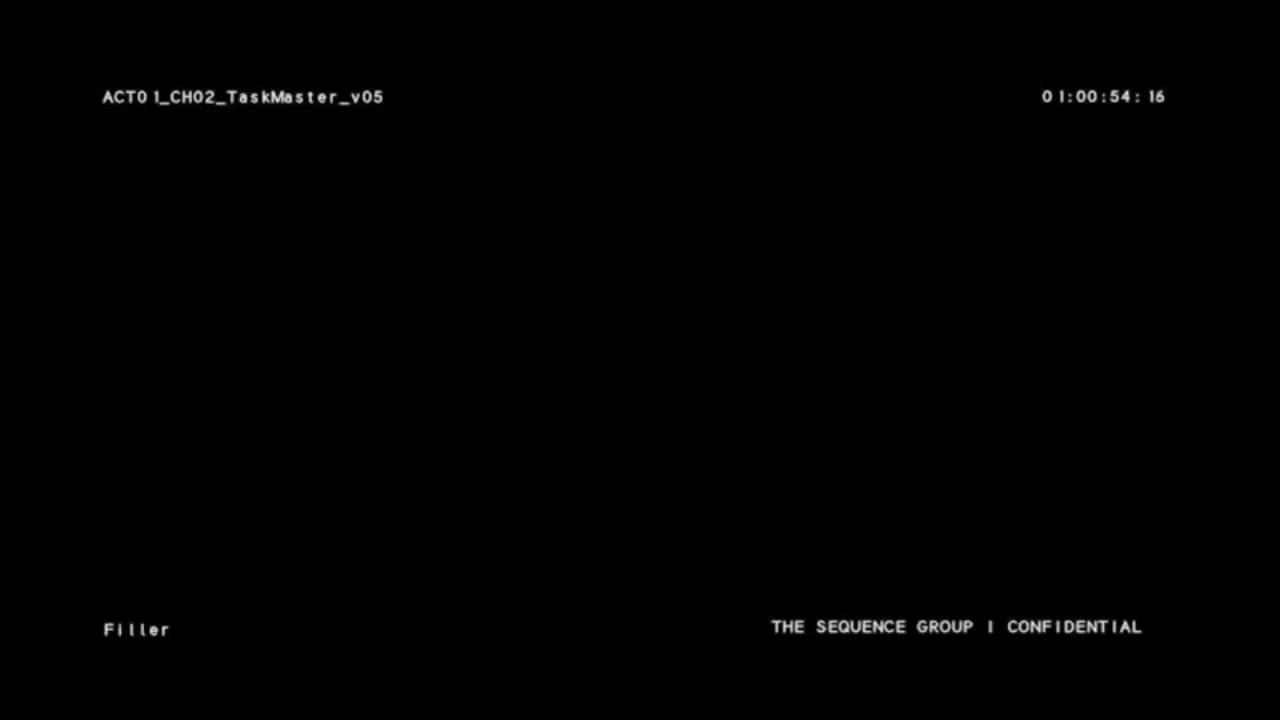 ACT01_CH02_TaskMaster_v05
01:00:54:16
Filler
THE SEQUENCE GROUP | CONFIDENTIAL